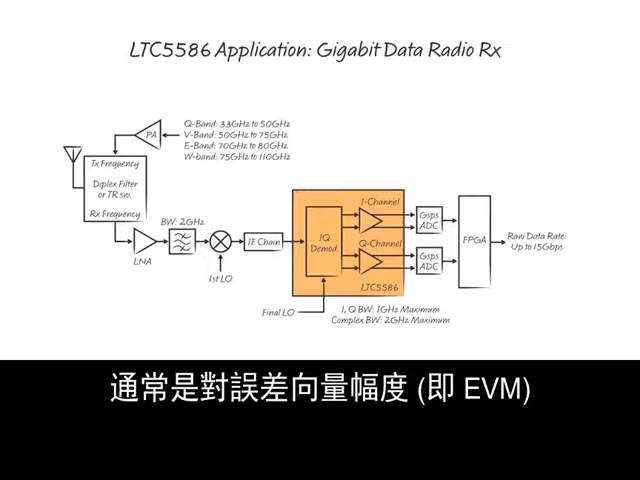 LTC5586 Application: Gigabit Data Radio Rx
Q-Band: 33GHz to 50GHz
V-Band: 50GHz to 75GHz
E-Band: 70GHz to 80GHz
W-band: 75GHz to 110GHz
PA
Tx Frequency
Diplex Filter
or TR sw.
Rx Frequency
BW: 2GHz
LNA
1st LO
IF Chain
IQ
Demod.
I-Channel
Q-Channel
LTC5586
Final LO
Gsps
ADC
Gsps
ADC
FPGA
Raw Data Rate:
Up to 15Gbps
I, Q BW: 1GHz Maximum
Complex BW: 2GHz Maximum
通常是對誤差向量幅度 (即 EVM)